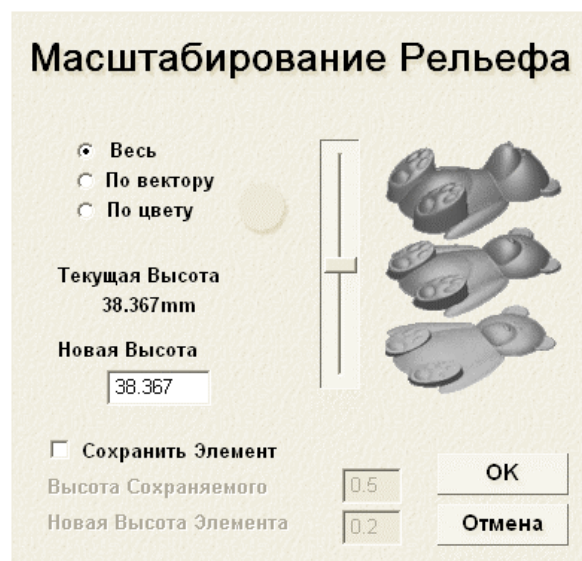 Масштабирование Рельефа
Весь
По вектору
По цвету
Текущая Высота
38.367mm
Новая Высота
38.367
Сохранить Элемент
Высота Сохраняемого 0.5
Новая Высота Элемента 0.2
OK
Отмена